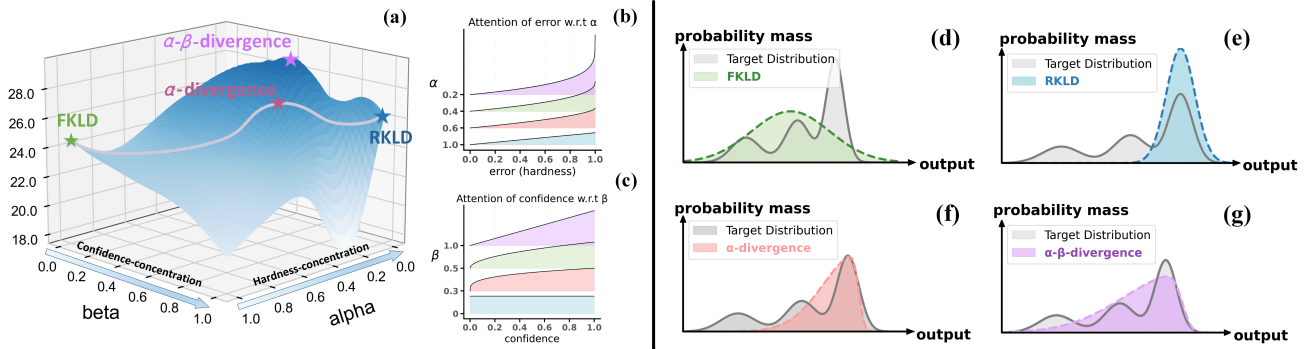 (a)
α-β-divergence
α-divergence
FKLD
RKLD
28.0
26.0
24.0
22.0
20.0
18.0
Confidence-concentration
Hardness-concentration
0.0
0.2
0.4
0.6
0.8
1.0
beta
1.0
0.8
0.6
0.4
0.2
0.0
alpha
(b)
Attention of error w.r.t α
α
0.2
0.4
0.6
1.0
0.0 0.2 0.4 0.6 0.8 1.0
error (hardness)
(c)
Attention of confidence w.r.t β
β
1.0
0.5
0.3
0
0.0 0.2 0.4 0.6 0.8 1.0
confidence
(d)
probability mass
Target Distribution
FKLD
output
(e)
probability mass
Target Distribution
RKLD
output
(f)
probability mass
Target Distribution
α-divergence
output
(g)
probability mass
Target Distribution
α-β-divergence
output